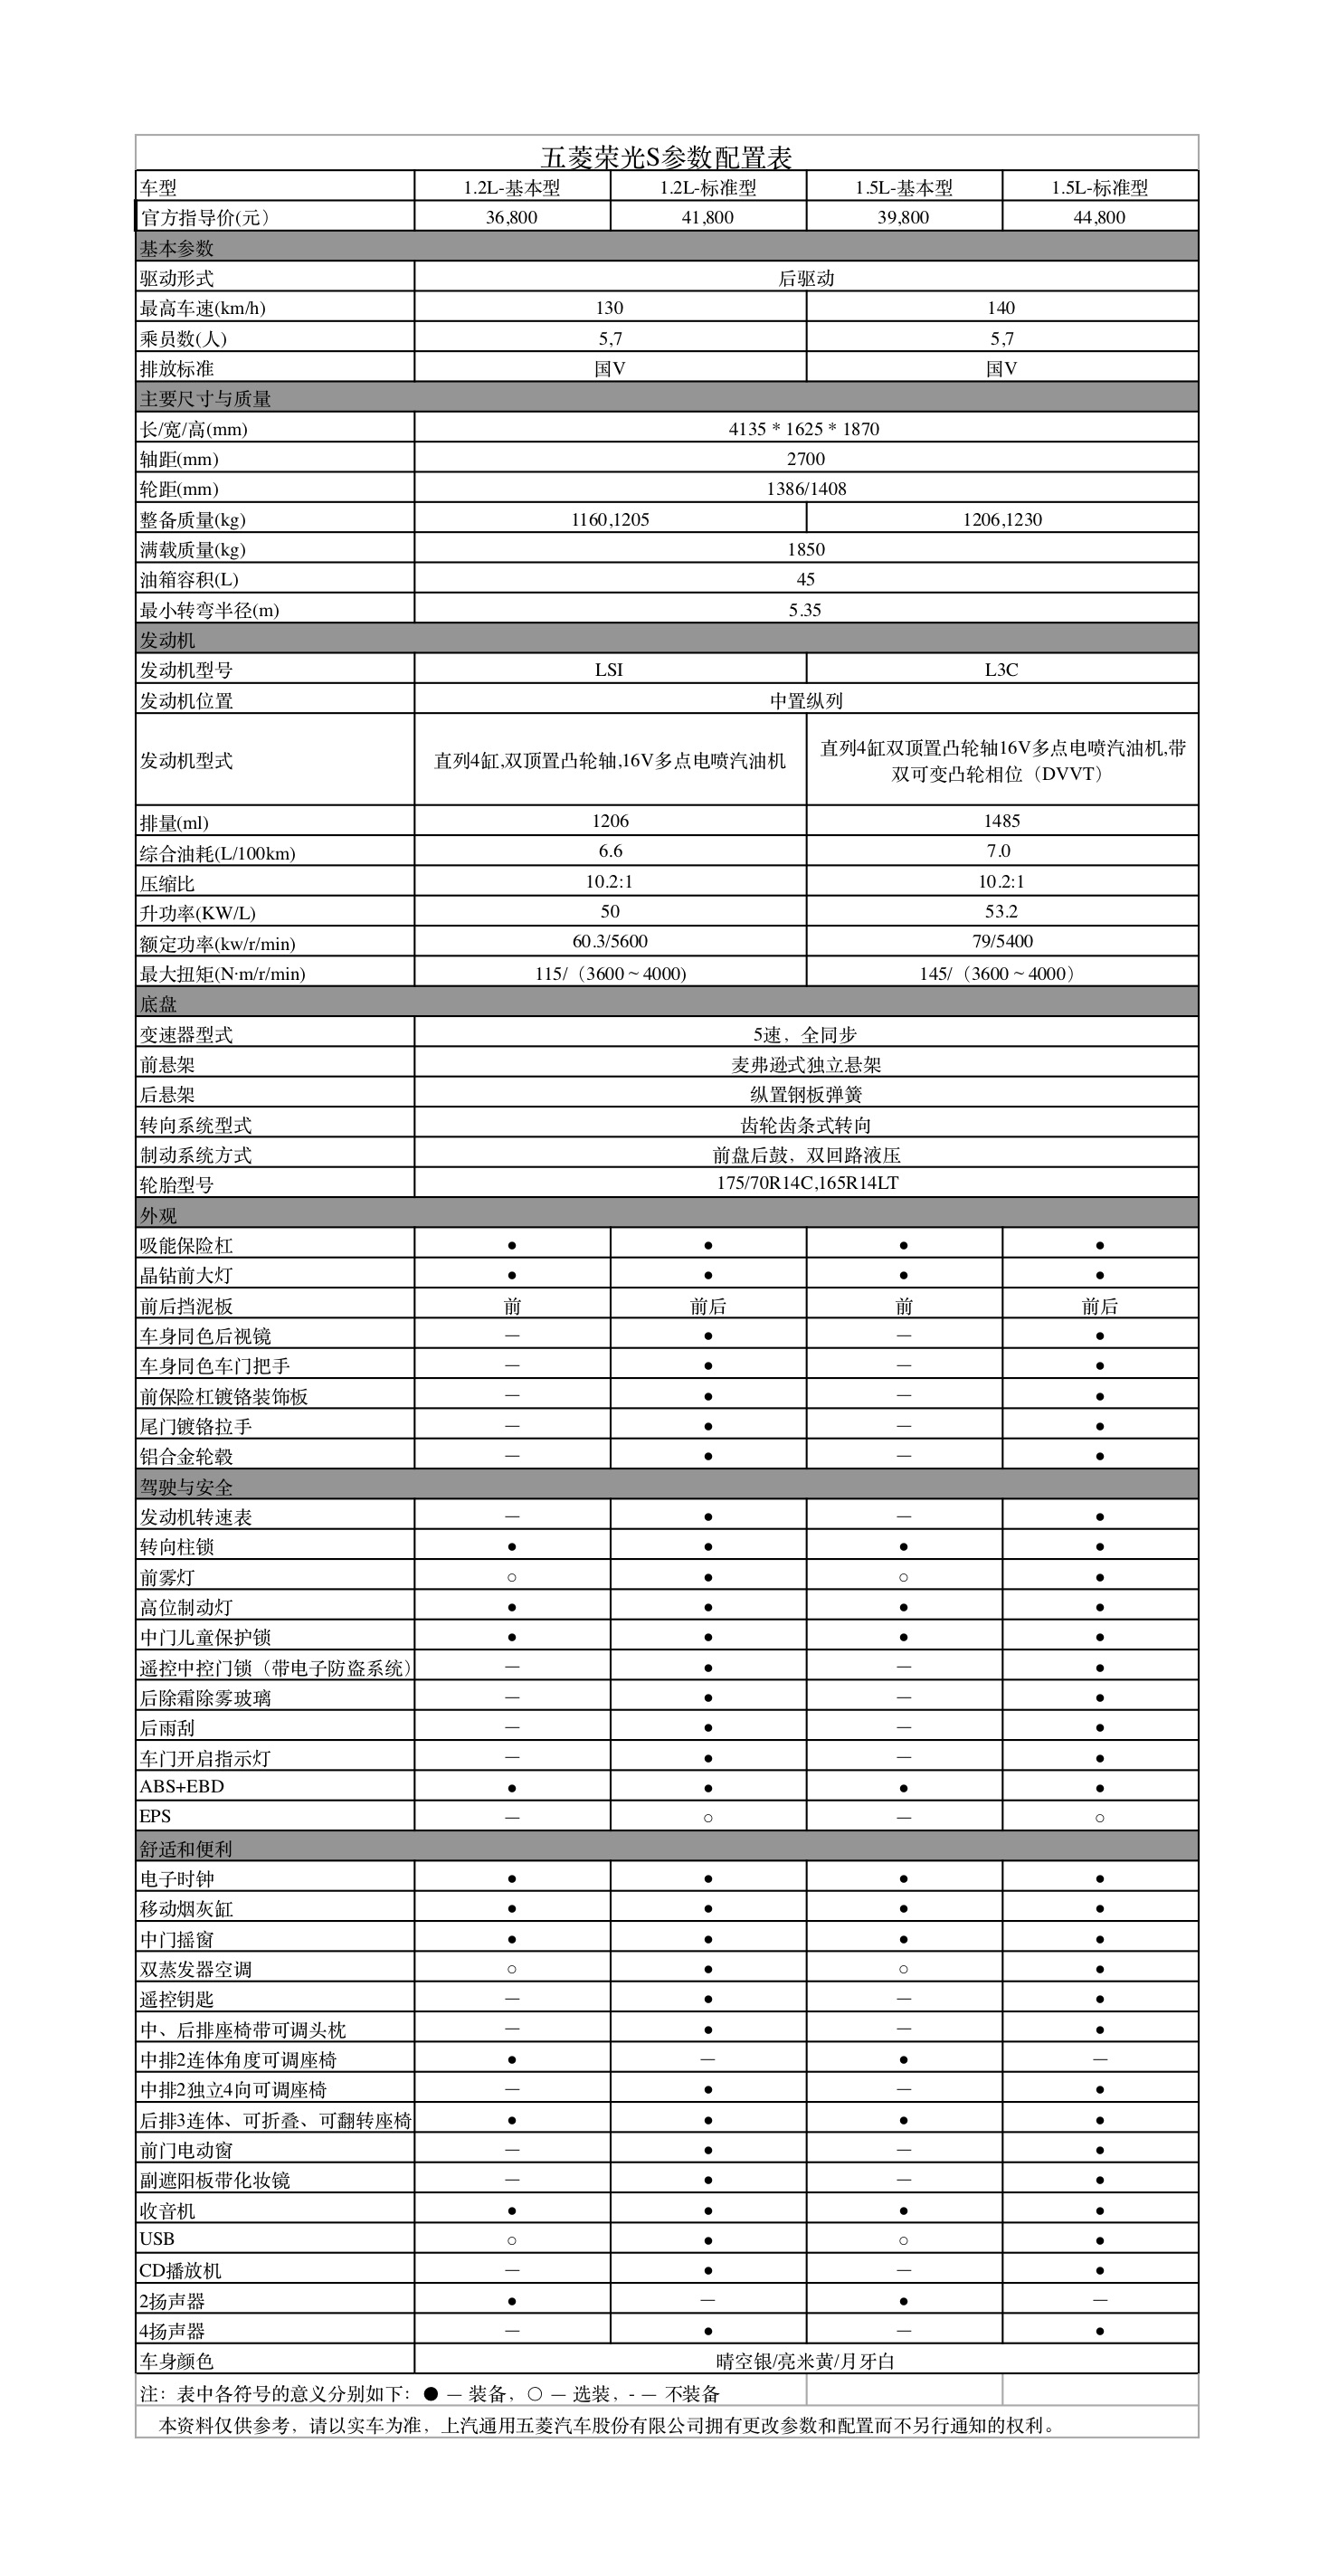 五菱荣光S参数配置表
车型 1.2L-基本型 1.2L-标准型 1.5L-基本型 1.5L-标准型
官方指导价(元） 36,800 41,800 39,800 44,800
基本参数
驱动形式 后驱动
最高车速(km/h) 130 140
乘员数(人) 5,7 5,7
排放标准 国V 国V
主要尺寸与质量
长/宽/高(mm) 4135 * 1625 * 1870
轴距(mm) 2700
轮距(mm) 1386/1408
整备质量(kg) 1160,1205 1206,1230
满载质量(kg) 1850
油箱容积(L) 45
最小转弯半径(m) 5.35
发动机
发动机型号 LSI L3C
发动机位置 中置纵列
发动机型式 直列4缸,双顶置凸轮轴,16V多点电喷汽油机 直列4缸双顶置凸轮轴16V多点电喷汽油机,带
双可变凸轮相位（DVVT）
排量(ml) 1206 1485
综合油耗(L/100km) 6.6 7.0
压缩比 10.2:1 10.2:1
升功率(KW/L) 50 53.2
额定功率(kw/r/min) 60.3/5600 79/5400
最大扭矩(N·m/r/min) 115/（3600 ~ 4000) 145/（3600 ~ 4000）
底盘
变速器型式 5速，全同步
前悬架 麦弗逊式独立悬架
后悬架 纵置钢板弹簧
转向系统型式 齿轮齿条式转向
制动系统方式 前盘后鼓，双回路液压
轮胎型号 175/70R14C,165R14LT
外观
吸能保险杠 ● ● ● ●
晶钻前大灯 ● ● ● ●
前后挡泥板 前 前后 前 前后
车身同色后视镜 — ● — ●
车身同色车门把手 — ● — ●
前保险杠镀铬装饰板 — ● — ●
尾门镀铬拉手 — ● — ●
铝合金轮毂 — ● — ●
驾驶与安全
发动机转速表 — ● — ●
转向柱锁 ● ● ● ●
前雾灯 ○ ● ○ ●
高位制动灯 ● ● ● ●
中门儿童保护锁 ● ● ● ●
遥控中控门锁（带电子防盗系统） — ● — ●
后除霜除雾玻璃 — ● — ●
后雨刮 — ● — ●
车门开启指示灯 — ● — ●
ABS+EBD ● ● ● ●
EPS — ○ — ○
舒适和便利
电子时钟 ● ● ● ●
移动烟灰缸 ● ● ● ●
中门摇窗 ● ● ● ●
双蒸发器空调 ○ ● ○ ●
遥控钥匙 — ● — ●
中、后排座椅带可调头枕 — ● — ●
中排2连体角度可调座椅 ● — ● —
中排2独立4向可调座椅 — ● — ●
后排3连体、可折叠、可翻转座椅 ● ● ● ●
前门电动窗 — ● — ●
副遮阳板带化妆镜 — ● — ●
收音机 ● ● ● ●
USB ○ ● ○ ●
CD播放机 — ● — ●
2扬声器 ● — ● —
4扬声器 — ● — ●
车身颜色 晴空银/亮米黄/月牙白
注：表中各符号的意义分别如下：● — 装备，○ — 选装，- — 不装备
本资料仅供参考，请以实车为准，上汽通用五菱汽车股份有限公司拥有更改参数和配置而不另行通知的权利。